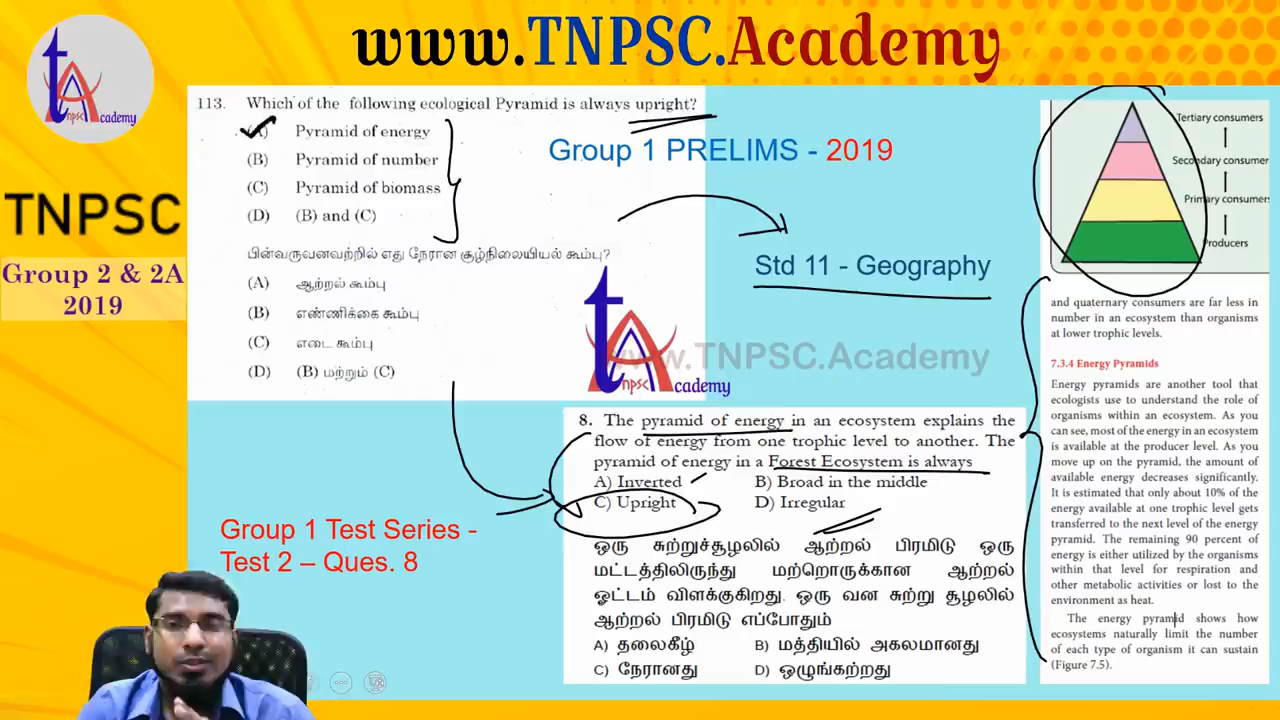 www.TNPSC.Academy
tnpsc Academy
TNPSC
Group 2 & 2A
2019
113. Which of the following ecological Pyramid is always upright?
(A) Pyramid of energy
(B) Pyramid of number
(C) Pyramid of biomass
(D) (B) and (C)
பின்வருவனவற்றில் எது நேரான சூழ்நிலையியல் கூம்பு?
(A) ஆற்றல் கூம்பு
(B) எண்ணிக்கை கூம்பு
(C) எடை கூம்பு
(D) (B) மற்றும் (C)
Group 1 PRELIMS - 2019
Std 11 - Geography
www.TNPSC.Academy
tnpsc Academy
Group 1 Test Series -
Test 2 – Ques. 8
8. The pyramid of energy in an ecosystem explains the
flow of energy from one trophic level to another. The
pyramid of energy in a Forest Ecosystem is always
A) Inverted B) Broad in the middle
C) Upright D) Irregular
ஒரு சுற்றுச்சூழலில் ஆற்றல் பிரமிடு ஒரு
மட்டத்திலிருந்து மற்றொருக்கான ஆற்றல்
ஓட்டம் விளக்குகிறது. ஒரு வன சுற்று சூழலில்
ஆற்றல் பிரமிடு எப்போதும்
A) தலைகீழ் B) மத்தியில் அகலமானது
C) நேரானது D) ஒழுங்கற்றது
Tertiary consumers
Secondary consumer
Primary consumers
Producers
and quaternary consumers are far less in
number in an ecosystem than organisms
at lower trophic levels.
7.3.4 Energy Pyramids
Energy pyramids are another tool that
ecologists use to understand the role of
organisms within an ecosystem. As you
can see, most of the energy in an ecosystem
is available at the producer level. As you
move up on the pyramid, the amount of
available energy decreases significantly.
It is estimated that only about 10% of the
energy available at one trophic level gets
transferred to the next level of the energy
pyramid. The remaining 90 percent of
energy is either utilized by the organisms
within that level for respiration and
other metabolic activities or lost to the
environment as heat.
The energy pyramid shows how
ecosystems naturally limit the number
of each type of organism it can sustain
(Figure 7.5).